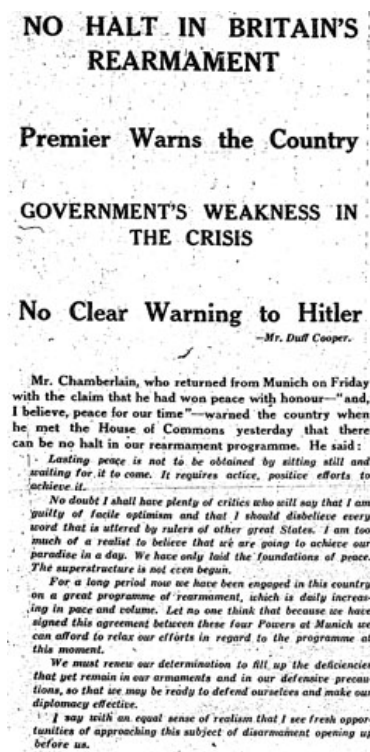 NO HALT IN BRITAIN'S
REARMAMENT
Premier Warns the Country
GOVERNMENT'S WEAKNESS IN
THE CRISIS
No Clear Warning to Hitler
—Mr. Duff Cooper.
Mr. Chamberlain, who returned from Munich on Friday
with the claim that he had won peace with honour—"and,
I believe, peace for our time"—warned the country when
he met the House of Commons yesterday that there
can be no halt in our rearmament programme. He said:
Lasting peace is not to be obtained by sitting still and
waiting for it to come. It requires active, positive efforts to
achieve it.
No doubt I shall have plenty of critics who will say that I am
guilty of facile optimism and that I should disbelieve every
word that is uttered by rulers of other great States. I am too
much of a realist to believe that we are going to achieve our
paradise in a day. We have only laid the foundations of peace.
The superstructure is not even begun.
For a long period now we have been engaged in this country
on a great programme of rearmament, which is daily increas-
ing in pace and volume. Let no one think that because we have
signed this agreement between these four Powers at Munich we
can afford to relax our efforts in regard to the programme at
this moment.
We must renew our determination to fill up the deficiencies
that yet remain in our armaments and in our defensive precau-
tions, so that we may be ready to defend ourselves and make our
diplomacy effective.
I say with an equal sense of realism that I see fresh oppor-
tunities of approaching this subject of disarmament opening up
before us.